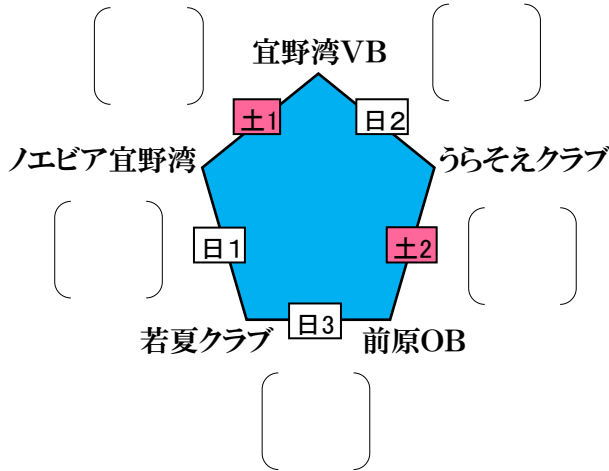 宜野湾VB
土1
日2
ノエビア宜野湾
うらそえクラブ
日1
土2
日3
若夏クラブ
前原OB